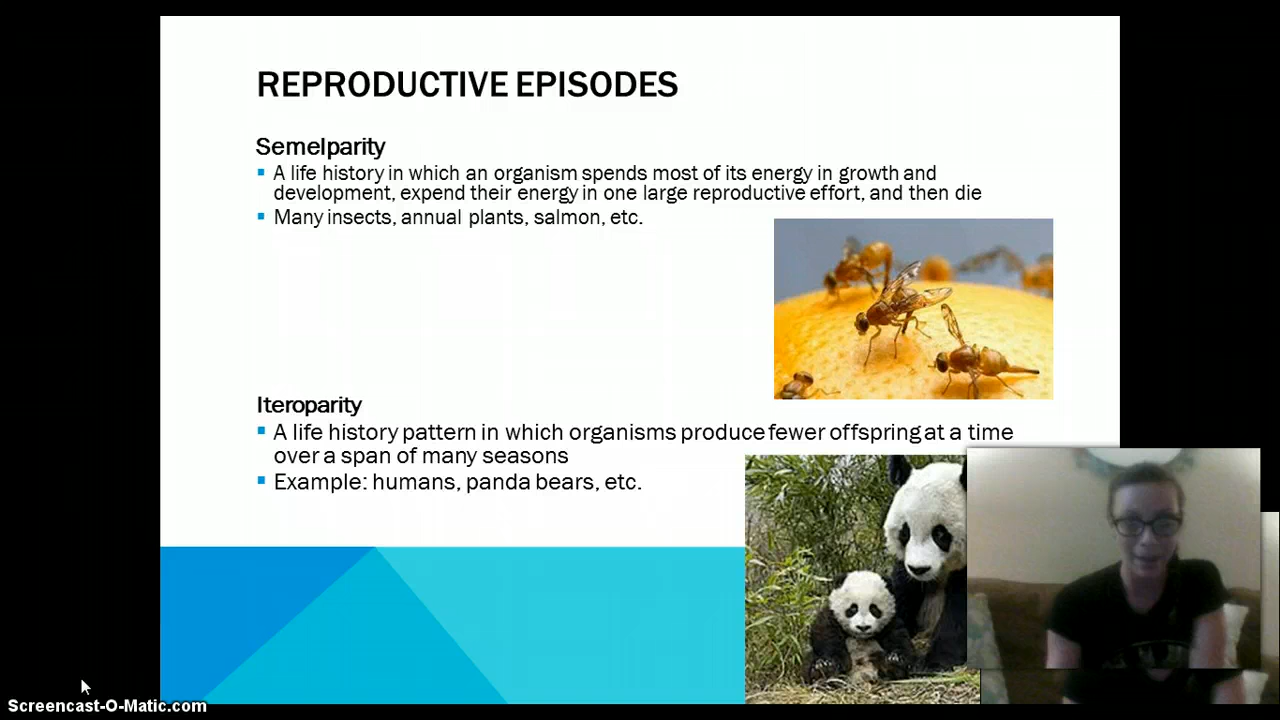 REPRODUCTIVE EPISODES
Semelparity
▪ A life history in which an organism spends most of its energy in growth and
development, expend their energy in one large reproductive effort, and then die
▪ Many insects, annual plants, salmon, etc.
Iteroparity
▪ A life history pattern in which organisms produce fewer offspring at a time
over a span of many seasons
▪ Example: humans, panda bears, etc.
Screencast-O-Matic.com